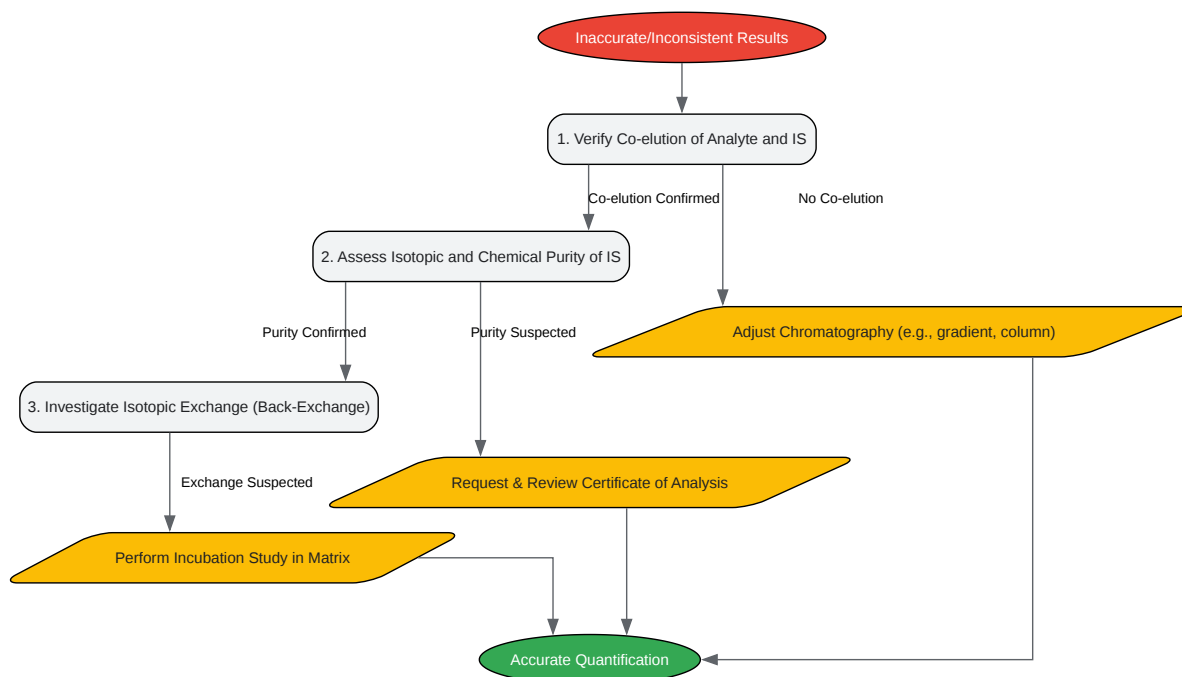 Inaccurate/Inconsistent Results
1. Verify Co-elution of Analyte and IS
Co-elution Confirmed
No Co-elution
2. Assess Isotopic and Chemical Purity of IS
Purity Confirmed
Purity Suspected
Adjust Chromatography (e.g., gradient, column)
3. Investigate Isotopic Exchange (Back-Exchange)
Exchange Suspected
Request & Review Certificate of Analysis
Perform Incubation Study in Matrix
Accurate Quantification